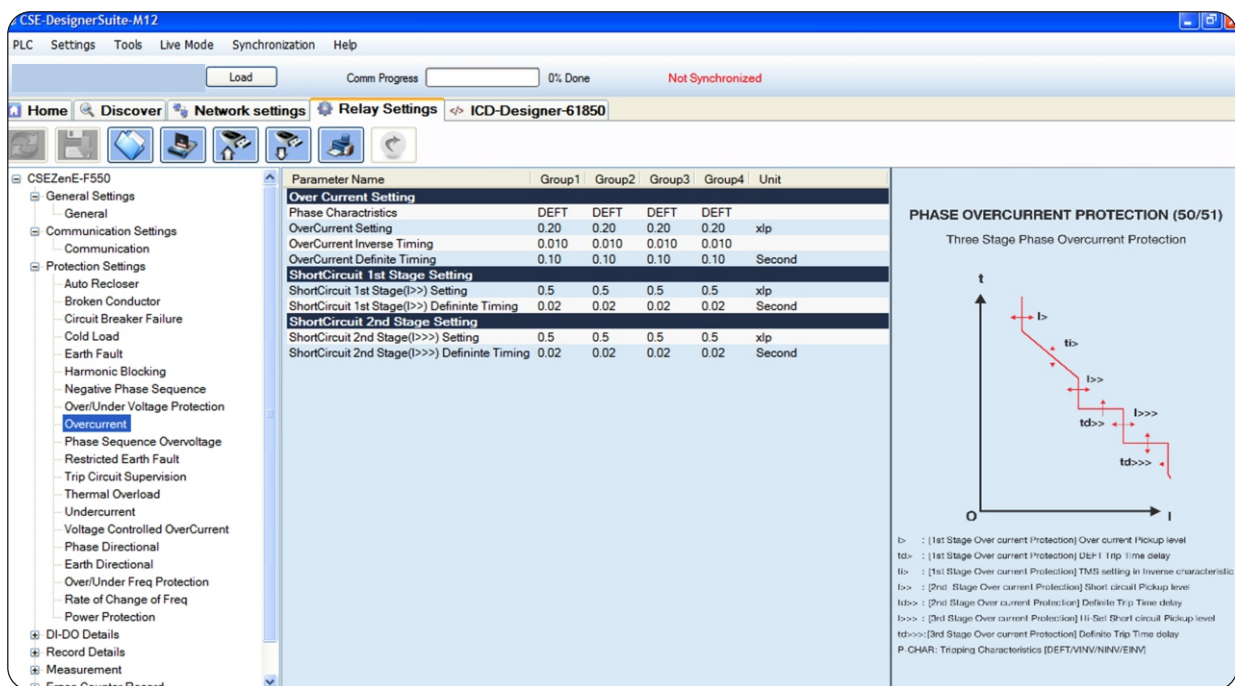 CSE-DesignerSuite-M12
PLC Settings Tools Live Mode Synchronization Help
Load Comm Progress 0% Done Not Synchronized
Home Discover Network settings Relay Settings </> ICD-Designer-61850
CSEZenE-F550
General Settings
General
Communication Settings
Communication
Protection Settings
Auto Recloser
Broken Conductor
Circuit Breaker Failure
Cold Load
Earth Fault
Harmonic Blocking
Negative Phase Sequence
Over/Under Voltage Protection
Overcurrent
Phase Sequence Overvoltage
Restricted Earth Fault
Trip Circuit Supervision
Thermal Overload
Undercurrent
Voltage Controlled OverCurrent
Phase Directional
Earth Directional
Over/Under Freq Protection
Rate of Change of Freq
Power Protection
DI-DO Details
Record Details
Measurement
Parameter Name Group1 Group2 Group3 Group4 Unit
Over Current Setting
Phase Charactristics DEFT DEFT DEFT DEFT
OverCurrent Setting 0.20 0.20 0.20 0.20 xlp
OverCurrent Inverse Timing 0.010 0.010 0.010 0.010
OverCurrent Definite Timing 0.10 0.10 0.10 0.10 Second
ShortCircuit 1st Stage Setting
ShortCircuit 1st Stage(I>>) Setting 0.5 0.5 0.5 0.5 xlp
ShortCircuit 1st Stage(I>>) Defininte Timing 0.02 0.02 0.02 0.02 Second
ShortCircuit 2nd Stage Setting
ShortCircuit 2nd Stage(I>>>) Setting 0.5 0.5 0.5 0.5 xlp
ShortCircuit 2nd Stage(I>>>) Defininte Timing 0.02 0.02 0.02 0.02 Second
PHASE OVERCURRENT PROTECTION (50/51)
Three Stage Phase Overcurrent Protection
t
I>
ti>
I>>
I>>>
td>>
td>>>
O I
I> : [1st Stage Over current Protection] Over current Pickup level
td> : [1st Stage Over current Protection] DEFT Trip Time delay
ti> : [1st Stage Over current Protection] TMS setting in Inverse characteristic
I>> : [2nd Stage Over current Protection] Short circuit Pickup level
td>> : [2nd Stage Over current Protection] Definite Trip Time delay
I>>> : [3rd Stage Over current Protection] Hi-Set Short circuit Pickup level
td>>>:[3rd Stage Over current Protection] Definite Trip Time delay
P-CHAR: Tripping Characteristics [DEFT/VINV/NINV/EINV]